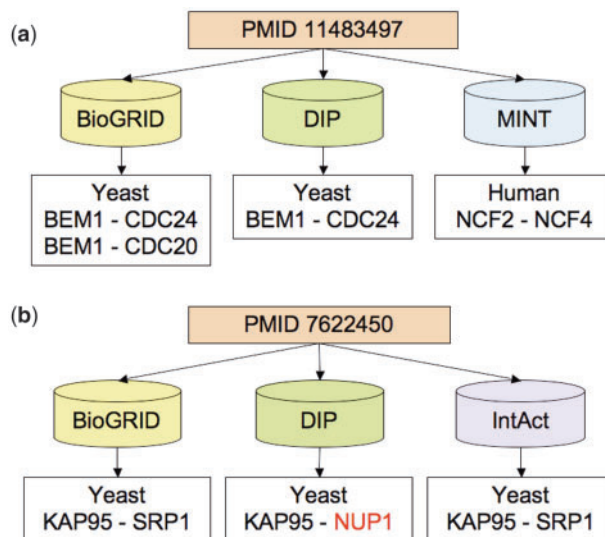 (a)
PMID 11483497
BioGRID
DIP
MINT
Yeast
BEM1 - CDC24
BEM1 - CDC20
Yeast
BEM1 - CDC24
Human
NCF2 - NCF4
(b)
PMID 7622450
BioGRID
DIP
IntAct
Yeast
KAP95 - SRP1
Yeast
KAP95 - NUP1
Yeast
KAP95 - SRP1